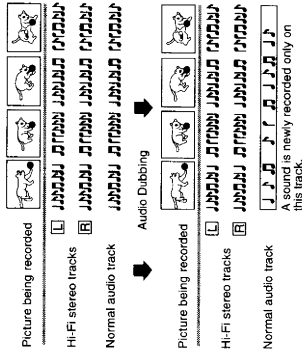 Picture being recorded
Hi-Fi stereo tracks
L
R
Normal audio track
Audio Dubbing
Picture being recorded
Hi-Fi stereo tracks
L
R
Normal audio track
A sound is newly recorded only on
this track.